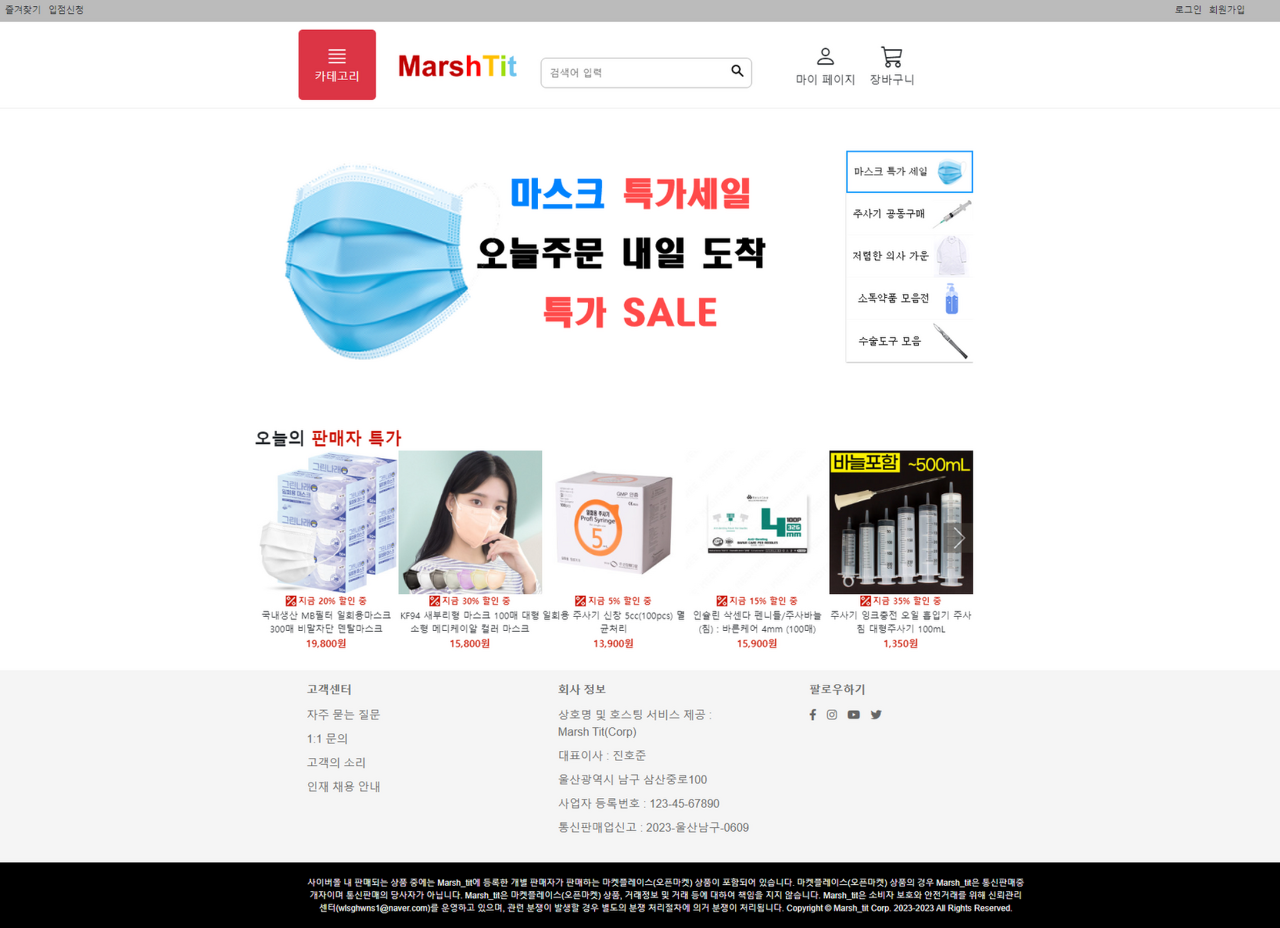 즐겨찾기 입점신청
로그인 회원가입
카테고리
MarshTit
검색어 입력
마이 페이지
장바구니
마스크 특가세일
오늘주문 내일 도착
특가 SALE
마스크 특가 세일
주사기 공동구매
저렴한 의사 가운
소독약품 모음전
수술도구 모음
오늘의 판매자 특가
그린나래
일회용 마스크
GMP 인증
일회용 주사기
Profi Syringe
5
100P
32G
4mm
바늘포함 ~500mL
지금 20% 할인 중
국내생산 MB필터 일회용마스크
300매 비말차단 덴탈마스크
19,800원
지금 30% 할인 중
KF94 새부리형 마스크 100매 대형
소형 메디케이알 컬러 마스크
15,800원
지금 5% 할인 중
일회용 주사기 신창 5cc(100pcs) 멸
균처리
13,900원
지금 15% 할인 중
인슐린 삭센다 펜니들/주사바늘
(침) : 바른케어 4mm (100매)
15,900원
지금 35% 할인 중
주사기 잉크충전 오일 흡입기 주사
침 대형주사기 100mL
1,350원
고객센터
자주 묻는 질문
1:1 문의
고객의 소리
인재 채용 안내
회사 정보
상호명 및 호스팅 서비스 제공 :
Marsh Tit(Corp)
대표이사 : 진호준
울산광역시 남구 삼산중로100
사업자 등록번호 : 123-45-67890
통신판매업신고 : 2023-울산남구-0609
팔로우하기
사이버몰 내 판매되는 상품 중에는 Marsh_tit에 등록한 개별 판매자가 판매하는 마켓플레이스(오픈마켓) 상품이 포함되어 있습니다. 마켓플레이스(오픈마켓) 상품의 경우 Marsh_tit은 통신판매중
개자이며 통신판매의 당사자가 아닙니다. Marsh_tit은 마켓플레이스(오픈마켓) 상품, 거래정보 및 거래 등에 대하여 책임을 지지 않습니다. Marsh_tit은 소비자 보호와 안전거래를 위해 신뢰관리
센터(wlsghwns1@naver.com)를 운영하고 있으며, 관련 분쟁이 발생할 경우 별도의 분쟁 처리절차에 의거 분쟁이 처리됩니다. Copyright © Marsh_tit Corp. 2023-2023 All Rights Reserved.